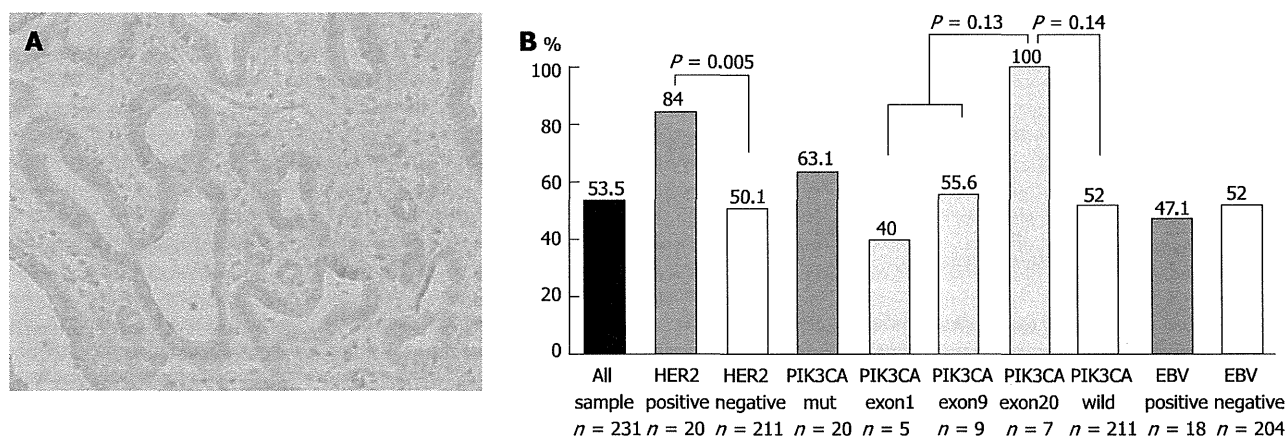 A
B %
P = 0.13 P = 0.14
P = 0.005
100
80
60
40
20
0
53.5
84
50.1
63.1
40
55.6
100
52
47.1
52
All HER2 HER2 PIK3CA PIK3CA PIK3CA PIK3CA PIK3CA EBV EBV
sample positive negative mut exon1 exon9 exon20 wild positive negative
n = 231 n = 20 n = 211 n = 20 n = 5 n = 9 n = 7 n = 211 n = 18 n = 204